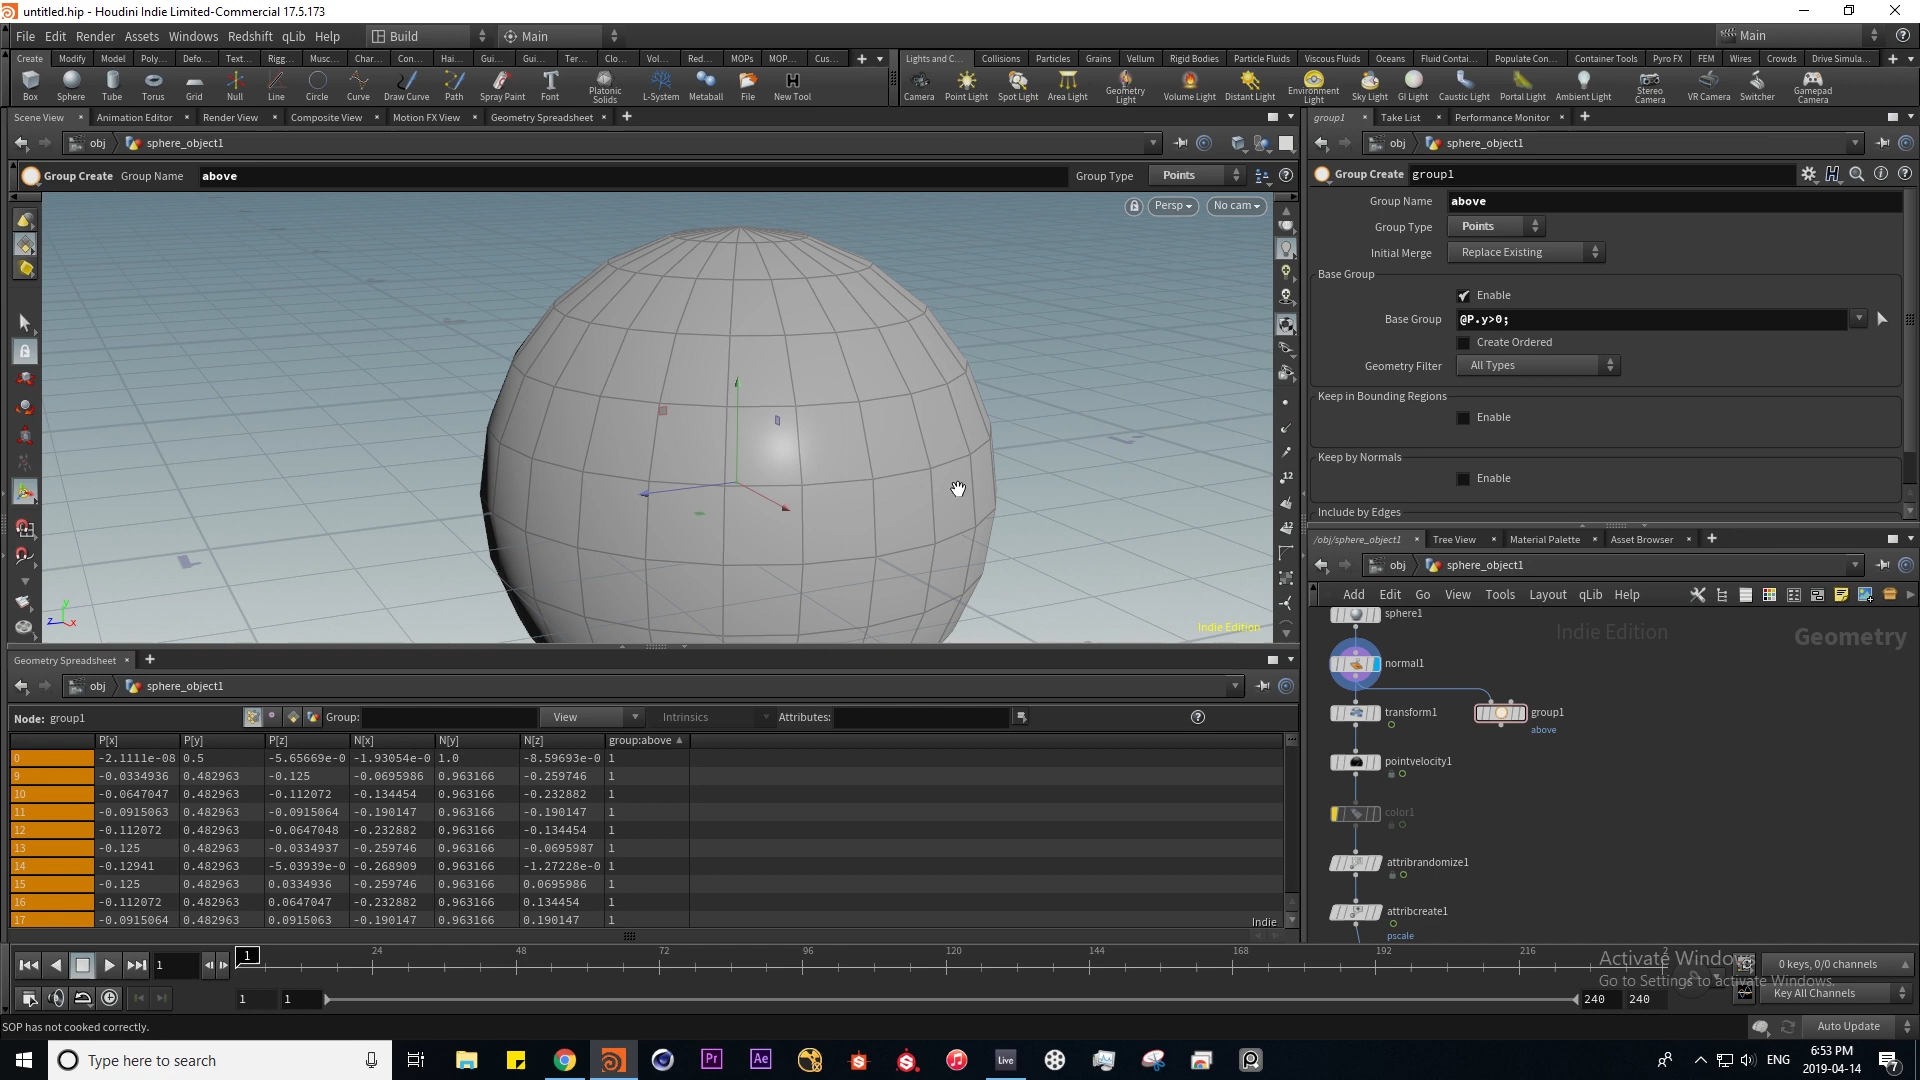 untitled.hip - Houdini Indie Limited-Commercial 17.5.173
File Edit Render Assets Windows Redshift qLib Help Build Main Main
Create Modify Model Poly... Defo... Text... Rigg... Musc... Char... Con... Hai... Gui... Gui... Ter... Clo... Vol... Red... MOPs MOP... Cus...
Lights and C... Collisions Particles Grains Vellum Rigid Bodies Particle Fluids Viscous Fluids Oceans Fluid Contai... Populate Con... Container Tools Pyro FX FEM Wires Crowds Drive Simula...
Box Sphere Tube Torus Grid Null Line Circle Curve Draw Curve Path Spray Paint Font Platonic Solids L-System Metaball File New Tool
Camera Point Light Spot Light Area Light Geometry Light Volume Light Distant Light Environment Light Sky Light GI Light Caustic Light Portal Light Ambient Light Stereo Camera VR Camera Switcher Gamepad Camera
Scene View Animation Editor Render View Composite View Motion FX View Geometry Spreadsheet
group1 Take List Performance Monitor
obj sphere_object1
obj sphere_object1
Group Create Group Name above Group Type Points
Group Create group1
Persp No cam
Group Name above
Group Type Points
Initial Merge Replace Existing
Base Group
Enable
Base Group @P.y>0;
Create Ordered
Geometry Filter All Types
Keep in Bounding Regions
Enable
Keep by Normals
Enable
Include by Edges
12
12
z y x
Indie Edition
/obj/sphere_object1 Tree View Material Palette Asset Browser
obj sphere_object1
Add Edit Go View Tools Layout qLib Help
Indie Edition Geometry
sphere1
normal1
transform1
group1
above
pointvelocity1
color1
attribrandomize1
attribcreate1
pscale
Geometry Spreadsheet
obj sphere_object1
Node: group1 Group: View Intrinsics Attributes:
P[x] P[y] P[z] N[x] N[y] N[z] group:above
0 -2.1111e-08 0.5 -5.65669e-0 -1.93054e-0 1.0 -8.59693e-0 1
9 -0.0334936 0.482963 -0.125 -0.0695986 0.963166 -0.259746 1
10 -0.0647047 0.482963 -0.112072 -0.134454 0.963166 -0.232882 1
11 -0.0915063 0.482963 -0.0915064 -0.190147 0.963166 -0.190147 1
12 -0.112072 0.482963 -0.0647048 -0.232882 0.963166 -0.134454 1
13 -0.125 0.482963 -0.0334937 -0.259746 0.963166 -0.0695987 1
14 -0.12941 0.482963 -5.03939e-0 -0.268909 0.963166 -1.27228e-0 1
15 -0.125 0.482963 0.0334936 -0.259746 0.963166 0.0695986 1
16 -0.112072 0.482963 0.0647047 -0.232882 0.963166 0.134454 1
17 -0.0915064 0.482963 0.0915063 -0.190147 0.963166 0.190147 1
Indie
1 1 24 48 72 96 120 144 168 192 216 2
1 1 240 240
Activate Windows
Go to Settings to activate Windows.
0 keys, 0/0 channels
Key All Channels
SOP has not cooked correctly.
Auto Update
Type here to search
Pr Ae Live
ENG 6:53 PM
2019-04-14
7